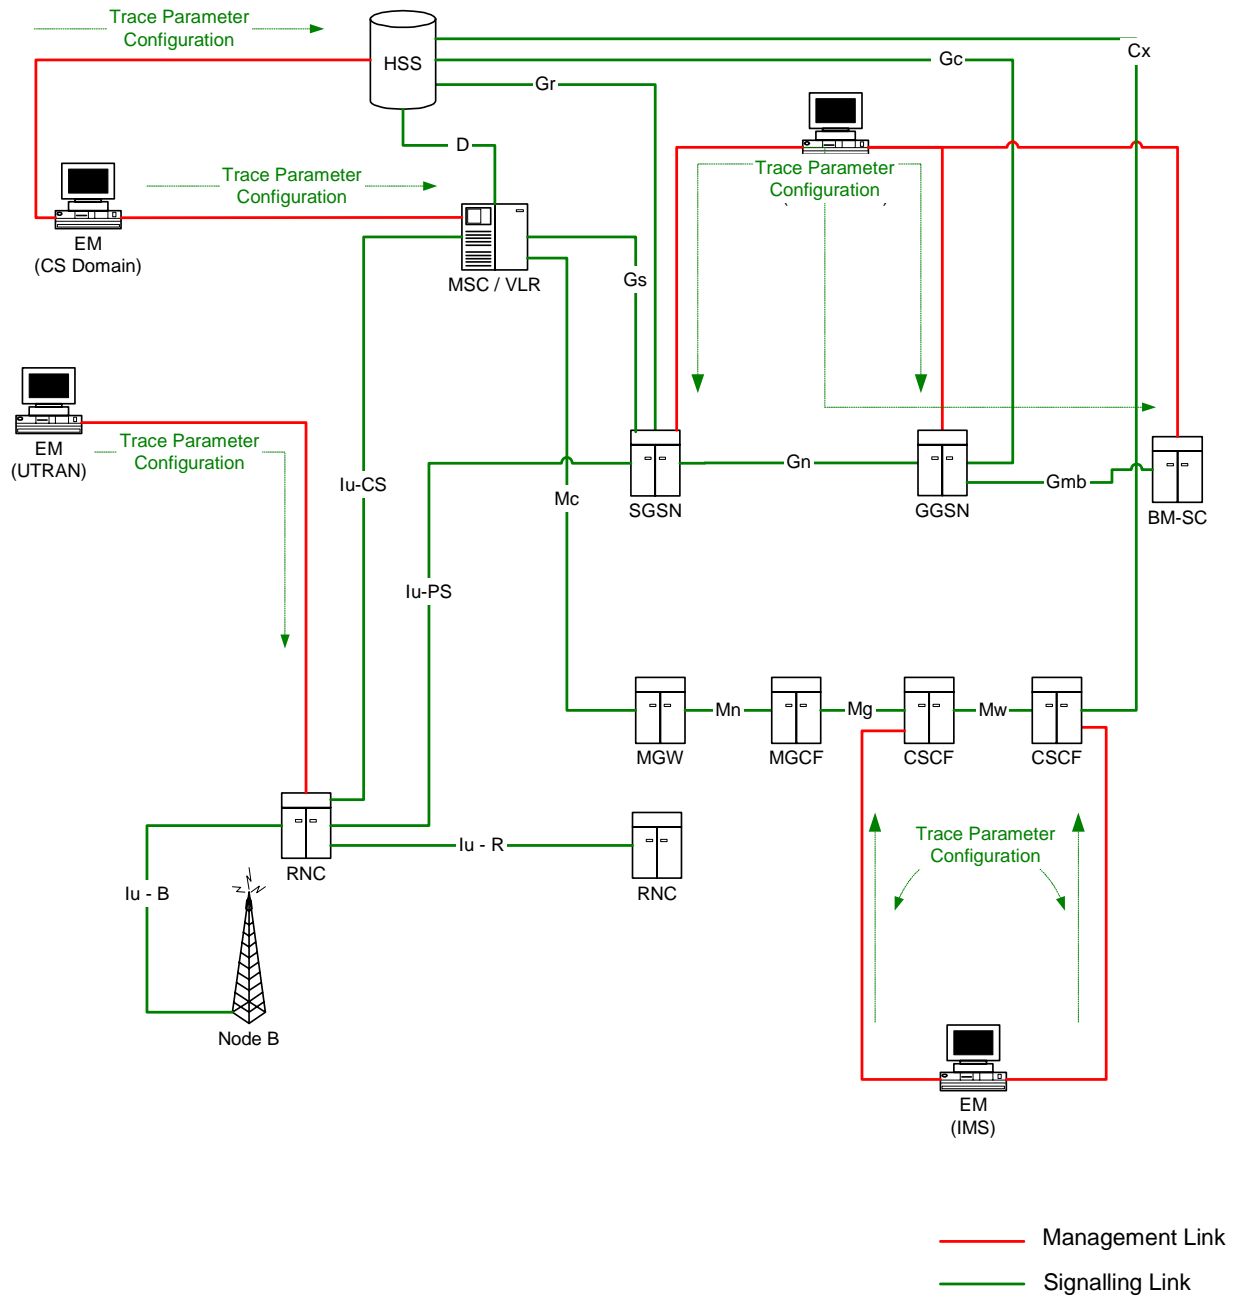 Trace Parameter
Configuration
HSS
Cx
Gc
Gr
D
Trace Parameter
Configuration
Trace Parameter
Configuration
EM
(CS Domain)
MSC / VLR
Gs
EM
(UTRAN)
Trace Parameter
Configuration
Iu-CS
Mc
SGSN
Gn
GGSN
Gmb
BM-SC
Iu-PS
Mn
Mg
Mw
MGW
MGCF
CSCF
CSCF
Iu - R
Trace Parameter
Configuration
RNC
RNC
Iu - B
Node B
EM
(IMS)
Management Link
Signalling Link